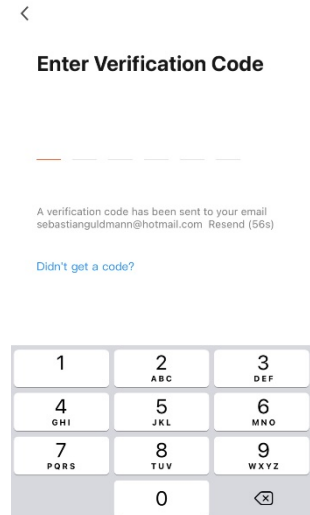 Enter Verification Code
A verification code has been sent to your email
sebastianguldmann@hotmail.com Resend (56s)
Didn't get a code?
1 2 3
ABC DEF
4 5 6
GHI JKL MNO
7 8 9
PQRS TUV WXYZ
0